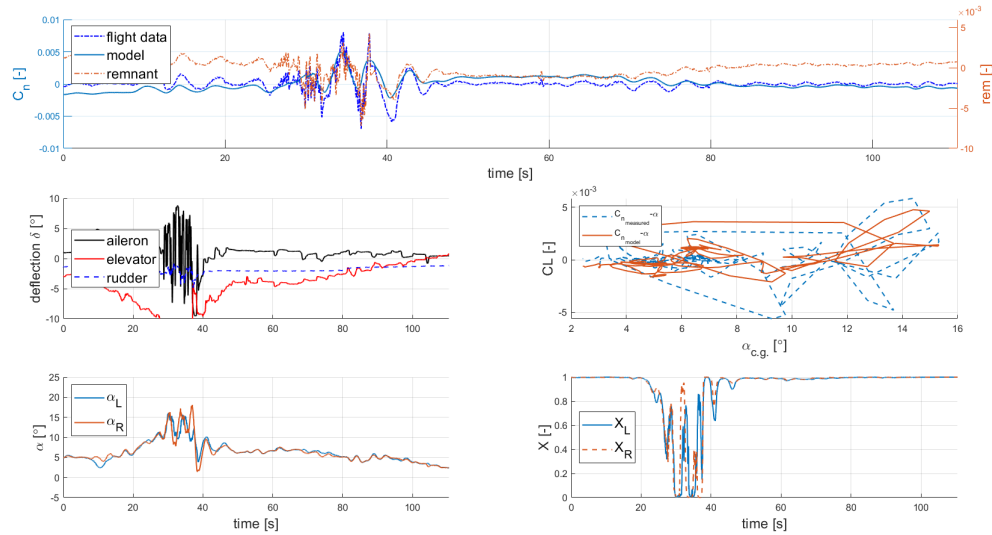 ×10⁻³
0.01
0.005
0
-0.005
-0.01
C_n [-]
flight data
model
remnant
5
0
-5
-10
rem [-]
0 20 40 60 80 100
time [s]
10
5
0
-5
-10
deflection δ [°]
aileron
elevator
rudder
0 20 40 60 80 100
×10⁻³
5
0
-5
CL [-]
C_n_measured-α
C_n_model-α
2 4 6 8 10 12 14 16
α_c.g. [°]
25
20
15
10
5
0
-5
α [°]
α_L
α_R
0 20 40 60 80 100
time [s]
1
0.8
0.6
0.4
0.2
0
X [-]
X_L
X_R
0 20 40 60 80 100
time [s]